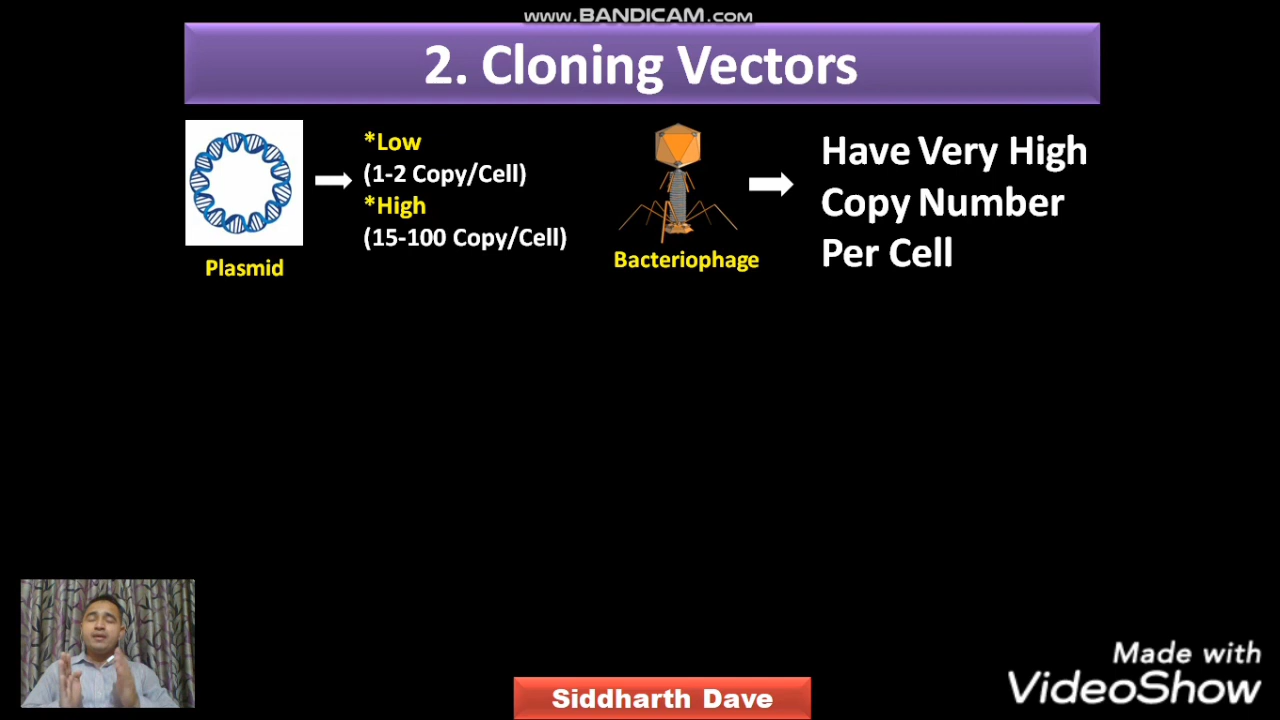 www.BANDICAM.com
2. Cloning Vectors
*Low
(1-2 Copy/Cell)
*High
(15-100 Copy/Cell)
Plasmid
Bacteriophage
Have Very High
Copy Number
Per Cell
Siddharth Dave
Made with
VideoShow